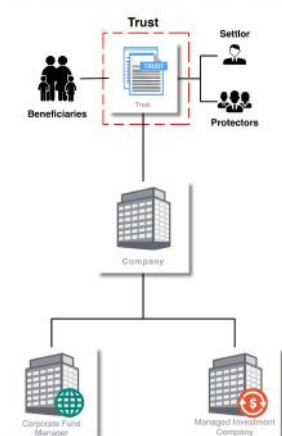 Trust
Settlor
TRUST
Trust
Beneficiaries
Protectors
Company
Corporate Fund
Manager
Managed Investment
Company